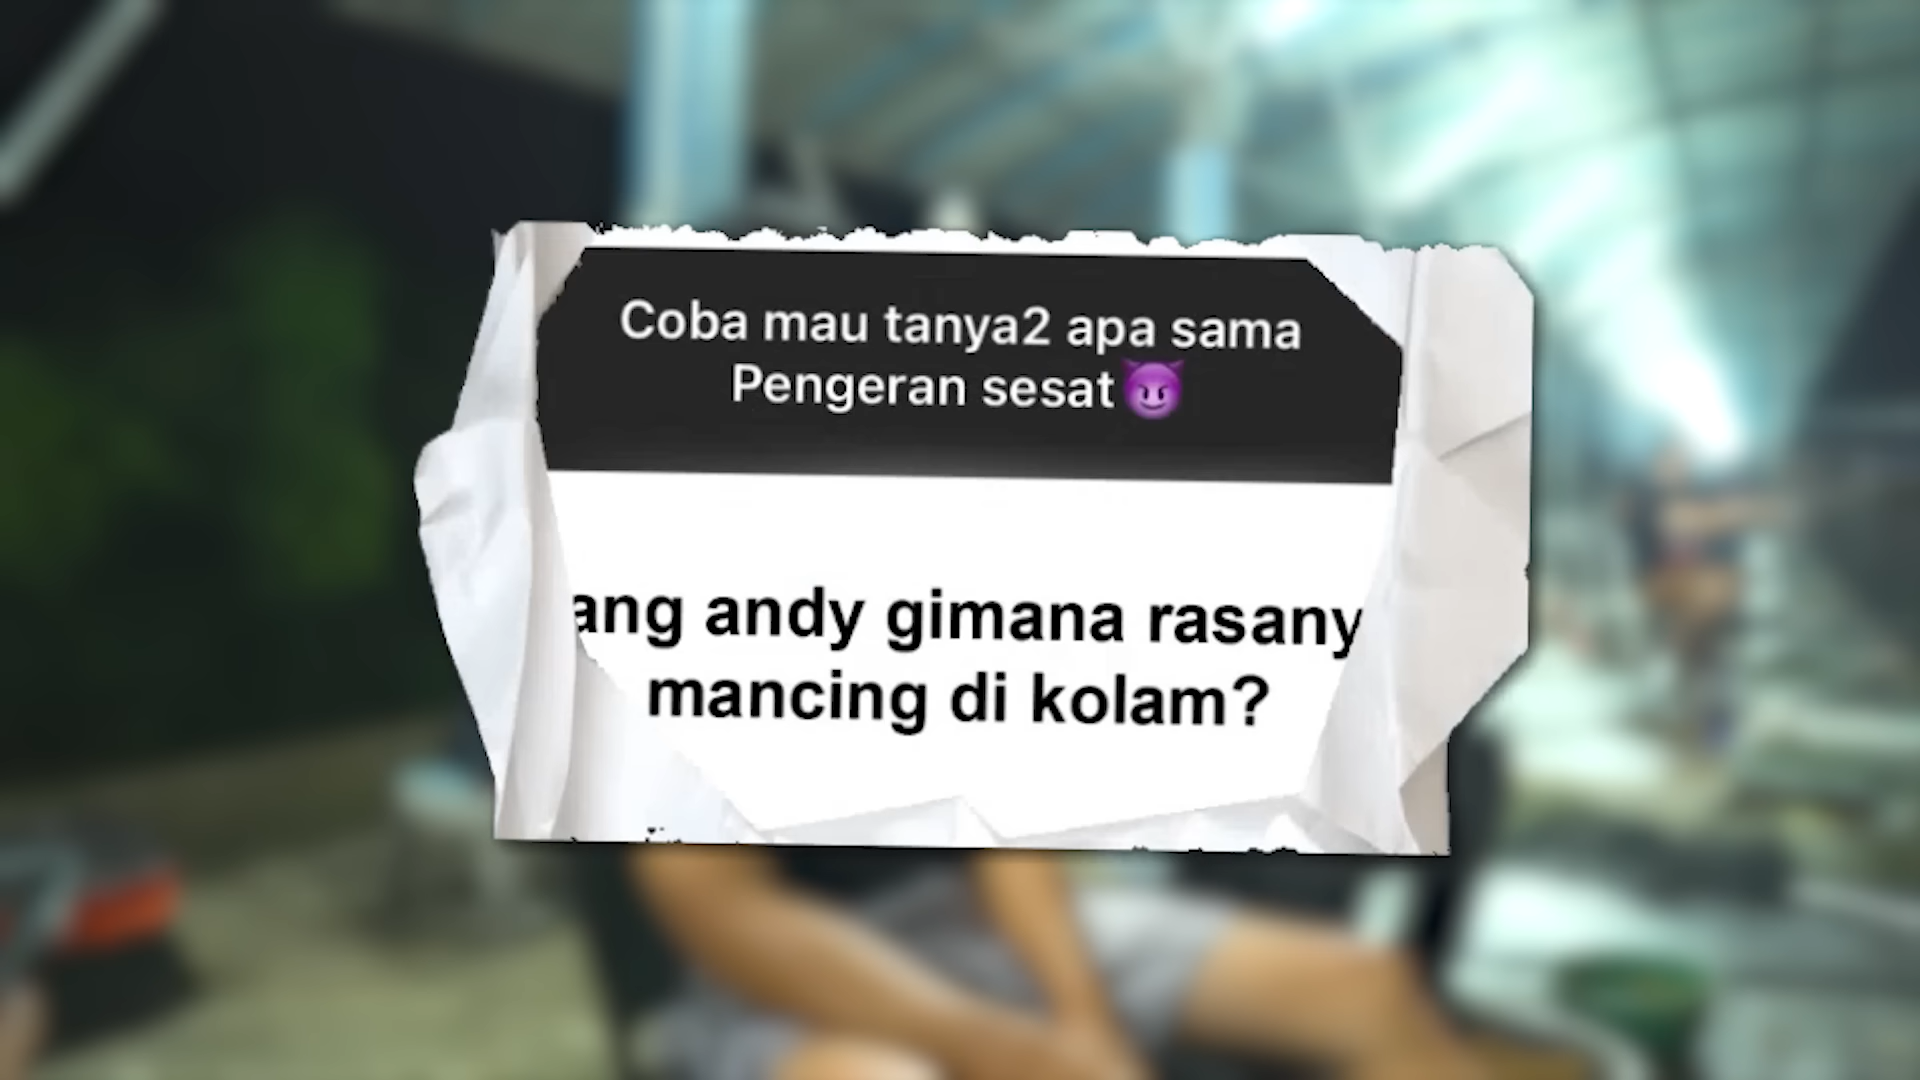 Coba mau tanya2 apa sama
Pengeran sesat😈
ang andy gimana rasany
mancing di kolam?